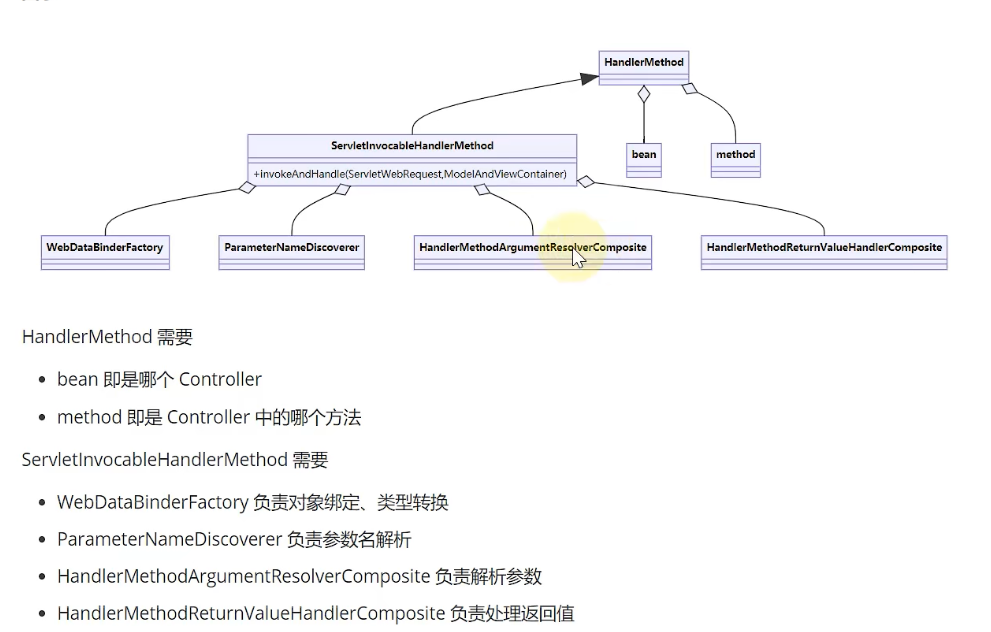 HandlerMethod
ServletInvocableHandlerMethod
+invokeAndHandle(ServletWebRequest,ModelAndViewContainer)
bean
method
WebDataBinderFactory
ParameterNameDiscoverer
HandlerMethodArgumentResolverComposite
HandlerMethodReturnValueHandlerComposite
HandlerMethod 需要
bean 即是哪个 Controller
method 即是 Controller 中的哪个方法
ServletInvocableHandlerMethod 需要
WebDataBinderFactory 负责对象绑定、类型转换
ParameterNameDiscoverer 负责参数名解析
HandlerMethodArgumentResolverComposite 负责解析参数
HandlerMethodReturnValueHandlerComposite 负责处理返回值